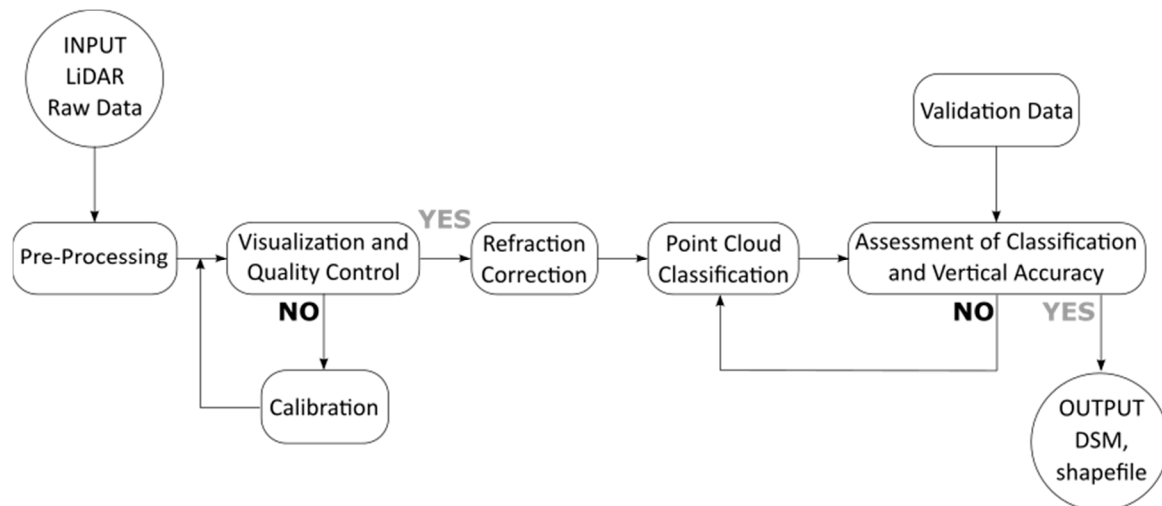 INPUT
LiDAR
Raw Data
Validation Data
Pre-Processing
Visualization and
Quality Control
YES
Refraction
Correction
Point Cloud
Classification
Assessment of Classification
and Vertical Accuracy
NO
Calibration
NO
YES
OUTPUT
DSM,
shapefile